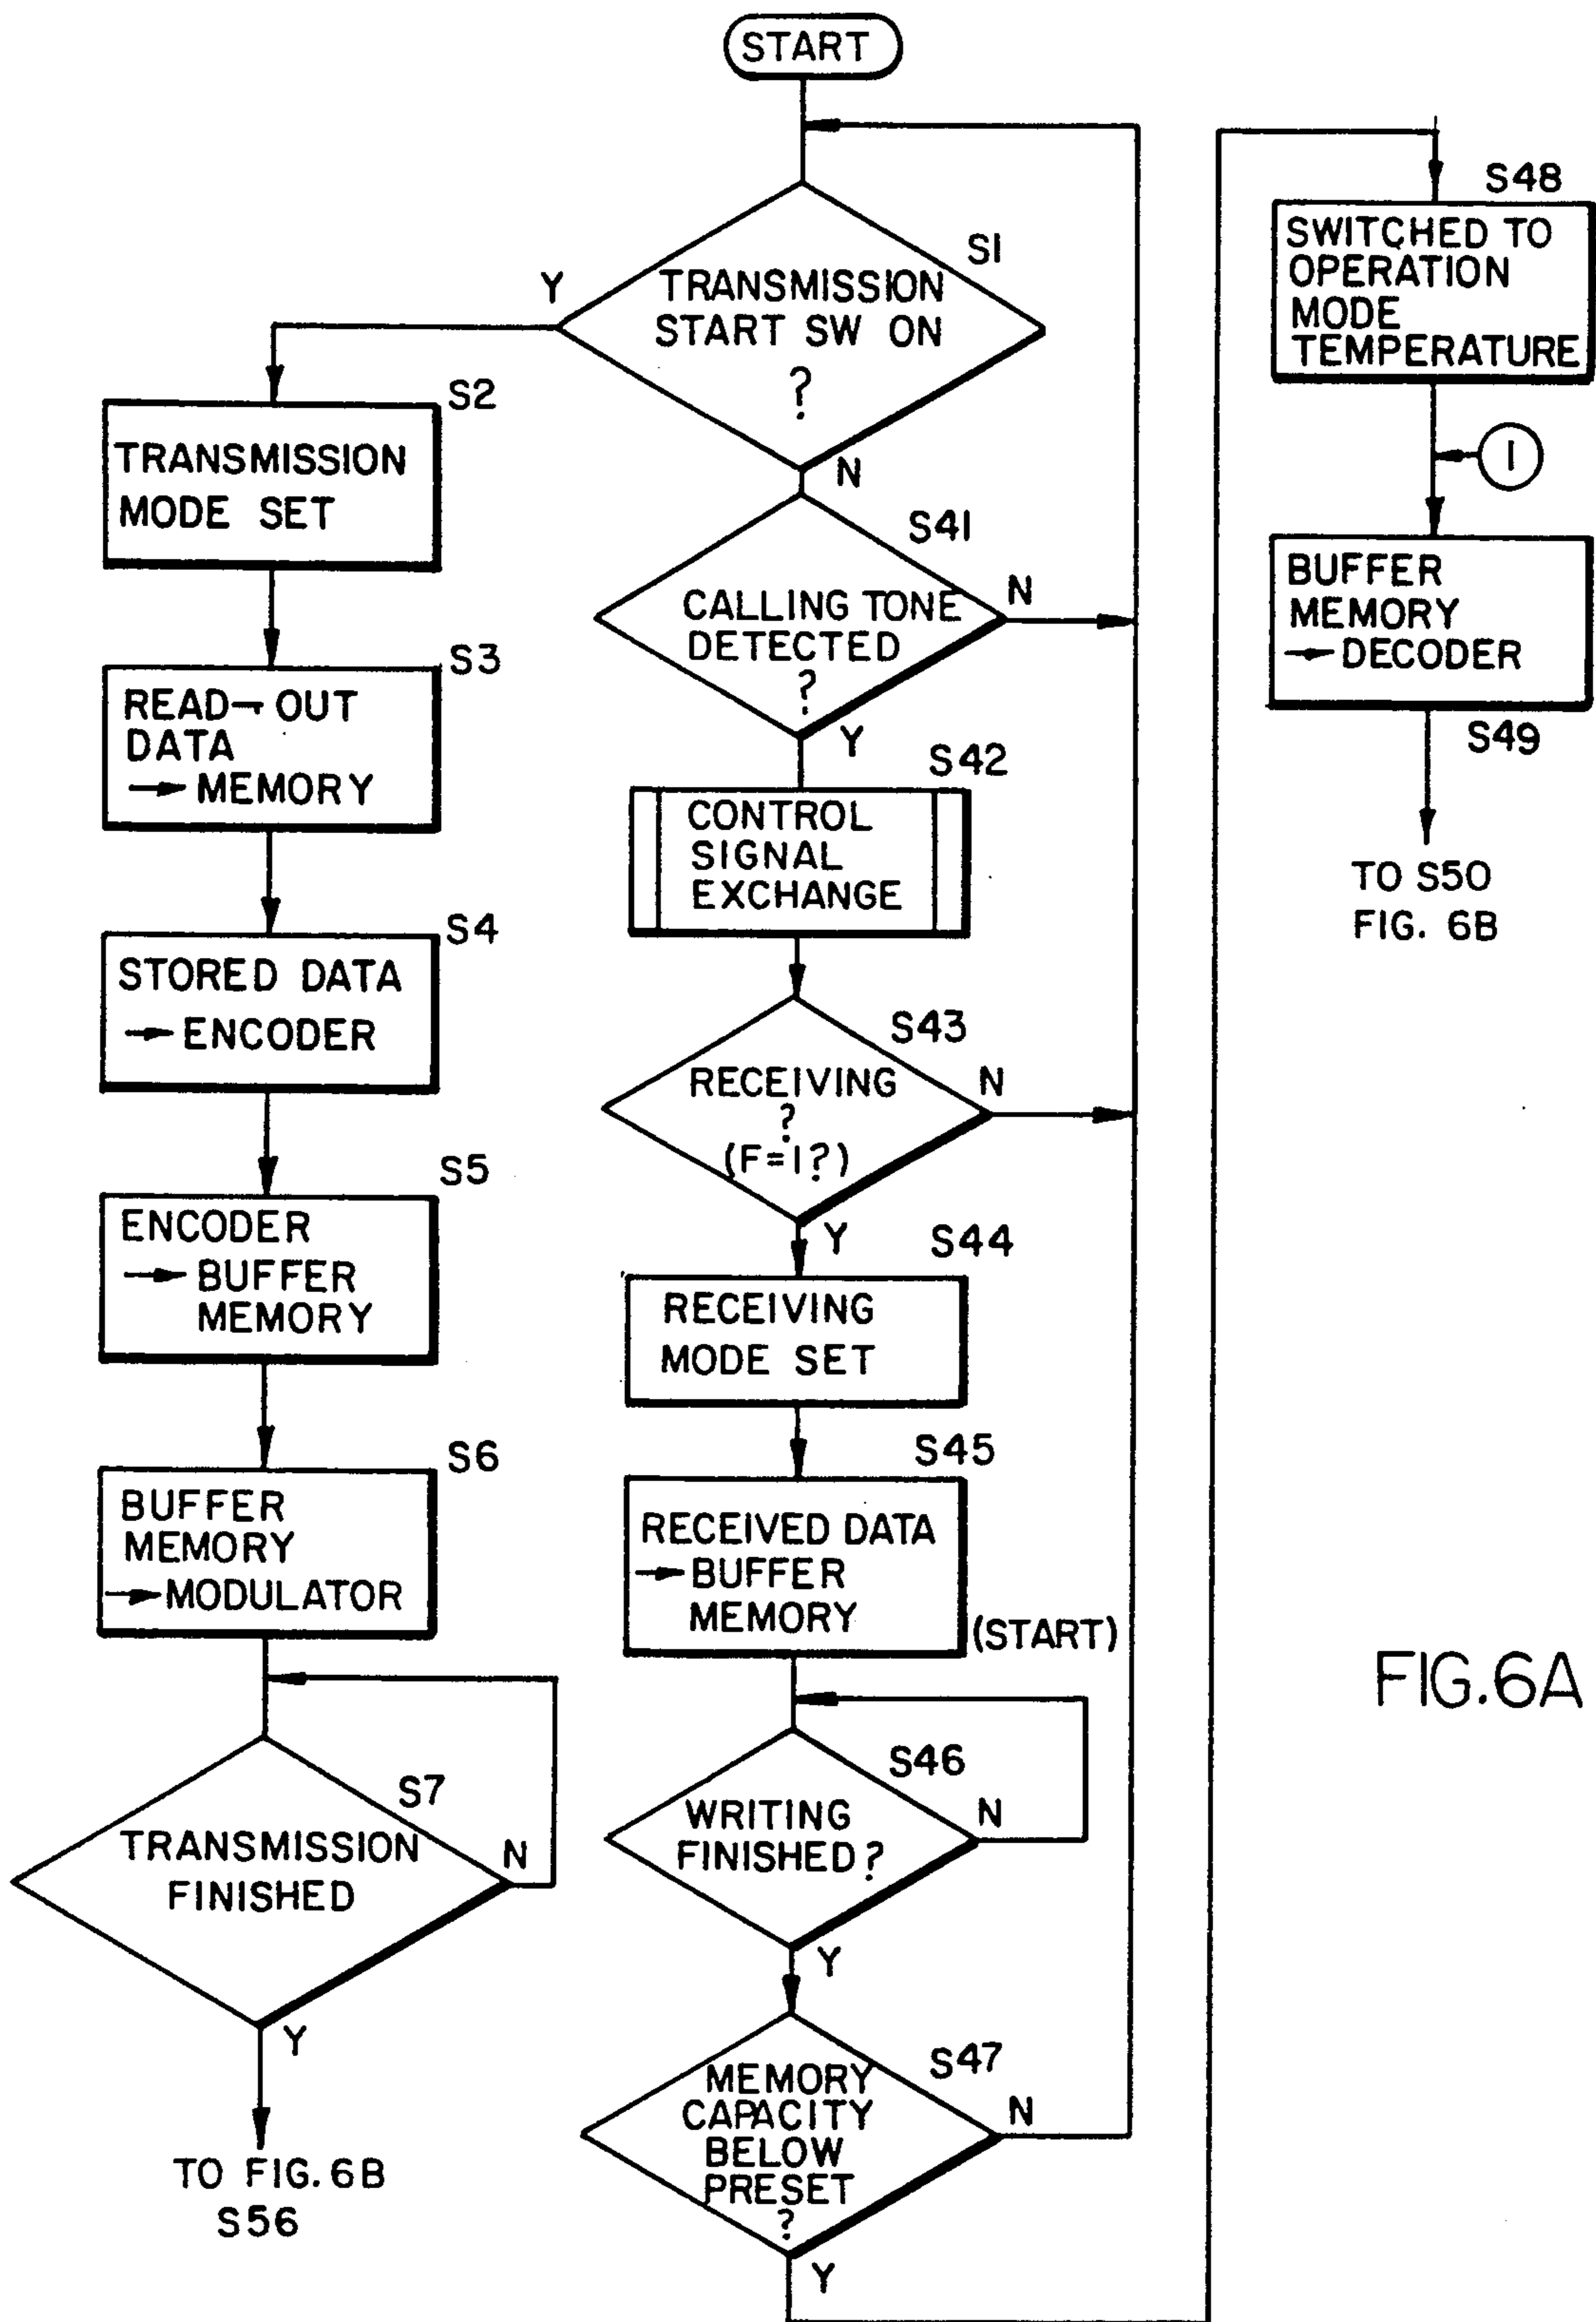 START
S1
Y
TRANSMISSION
START SW ON
?
N
S2
TRANSMISSION
MODE SET
S3
READ-OUT
DATA
→ MEMORY
S4
STORED DATA
→ ENCODER
S5
ENCODER
→ BUFFER
MEMORY
S6
BUFFER
MEMORY
→ MODULATOR
S7
TRANSMISSION
FINISHED
N
Y
TO FIG. 6B
S56
S41
CALLING TONE
DETECTED
?
N
Y
S42
CONTROL
SIGNAL
EXCHANGE
S43
RECEIVING
?
(F=1?)
N
Y
S44
RECEIVING
MODE SET
S45
RECEIVED DATA
→ BUFFER
MEMORY
(START)
S46
WRITING
FINISHED?
N
Y
S47
MEMORY
CAPACITY
BELOW
PRESET
?
N
Y
S48
SWITCHED TO
OPERATION
MODE
TEMPERATURE
1
BUFFER
MEMORY
→ DECODER
S49
TO S50
FIG. 6B
FIG.6A